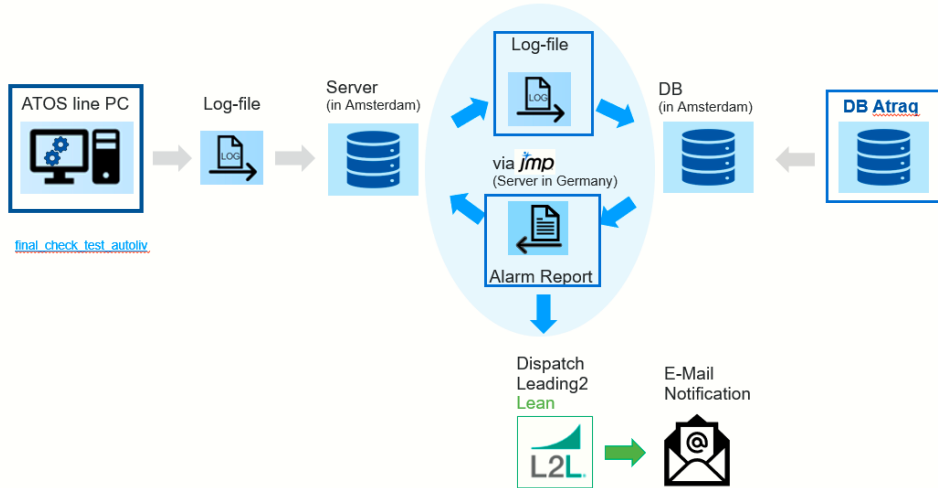 ATOS line PC
final_check_test_autoliv
Log-file
LOG
Server
(in Amsterdam)
Log-file
LOG
via jmp
(Server in Germany)
Alarm Report
DB
(in Amsterdam)
DB Atraq
Dispatch
Leading2
Lean
L2L.
E-Mail
Notification
@